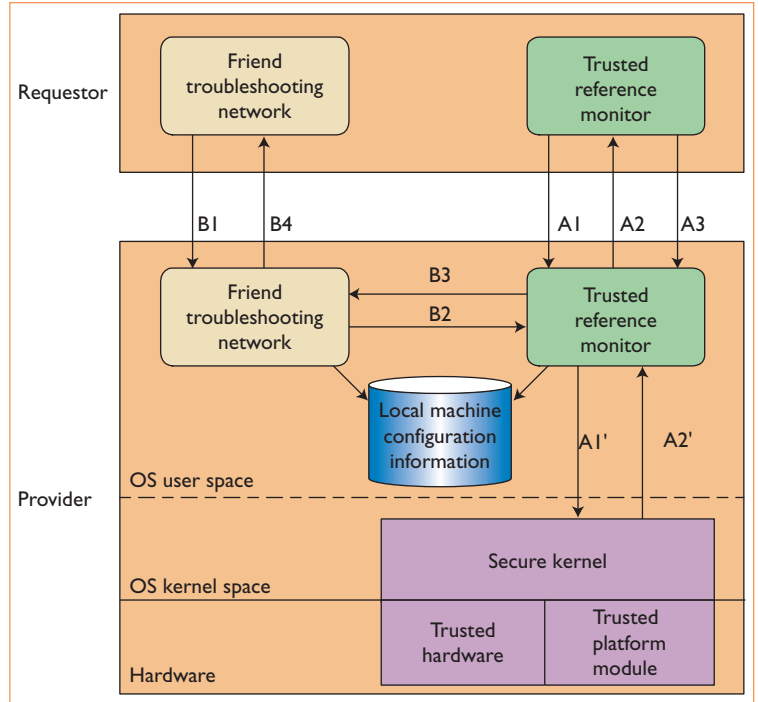 Requestor
Friend
troubleshooting
network
Trusted
reference
monitor
B1
B4
A1
A2
A3
Provider
Friend
troubleshooting
network
B3
B2
Trusted
reference
monitor
Local machine
configuration
information
A1'
A2'
OS user space
Secure kernel
OS kernel space
Trusted
hardware
Trusted
platform
module
Hardware